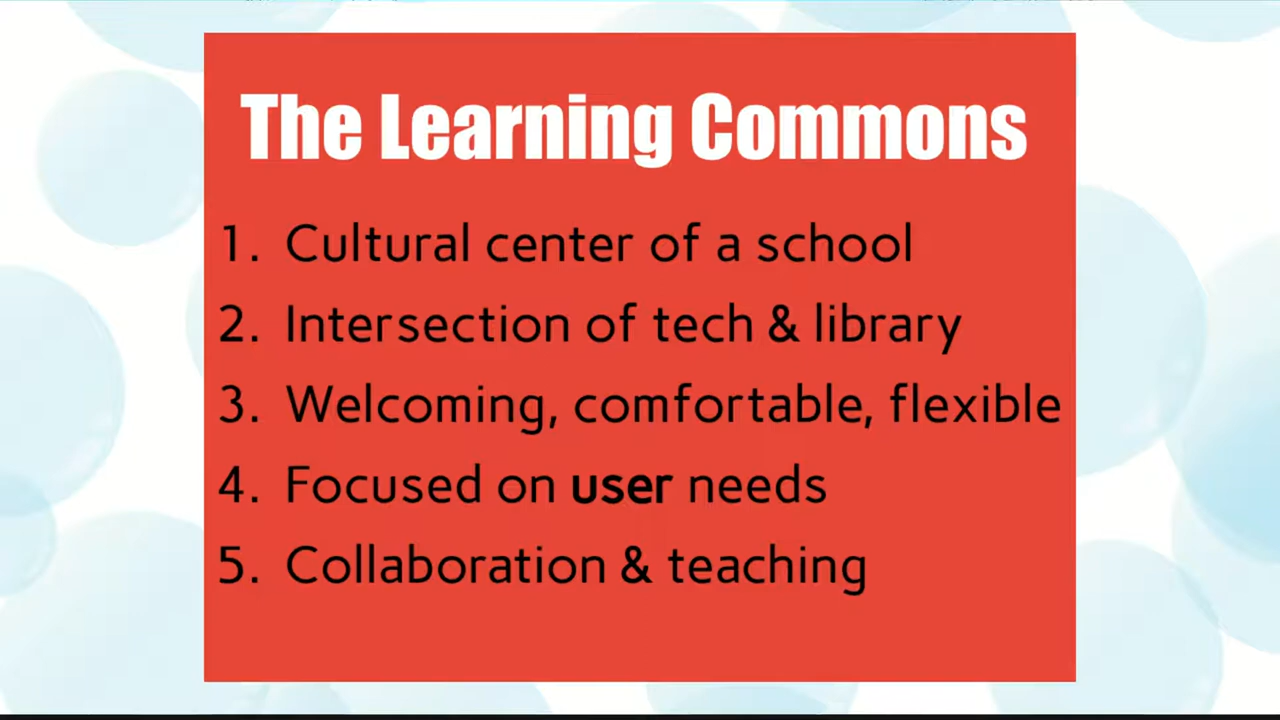 The Learning Commons
1. Cultural center of a school
2. Intersection of tech & library
3. Welcoming, comfortable, flexible
4. Focused on user needs
5. Collaboration & teaching